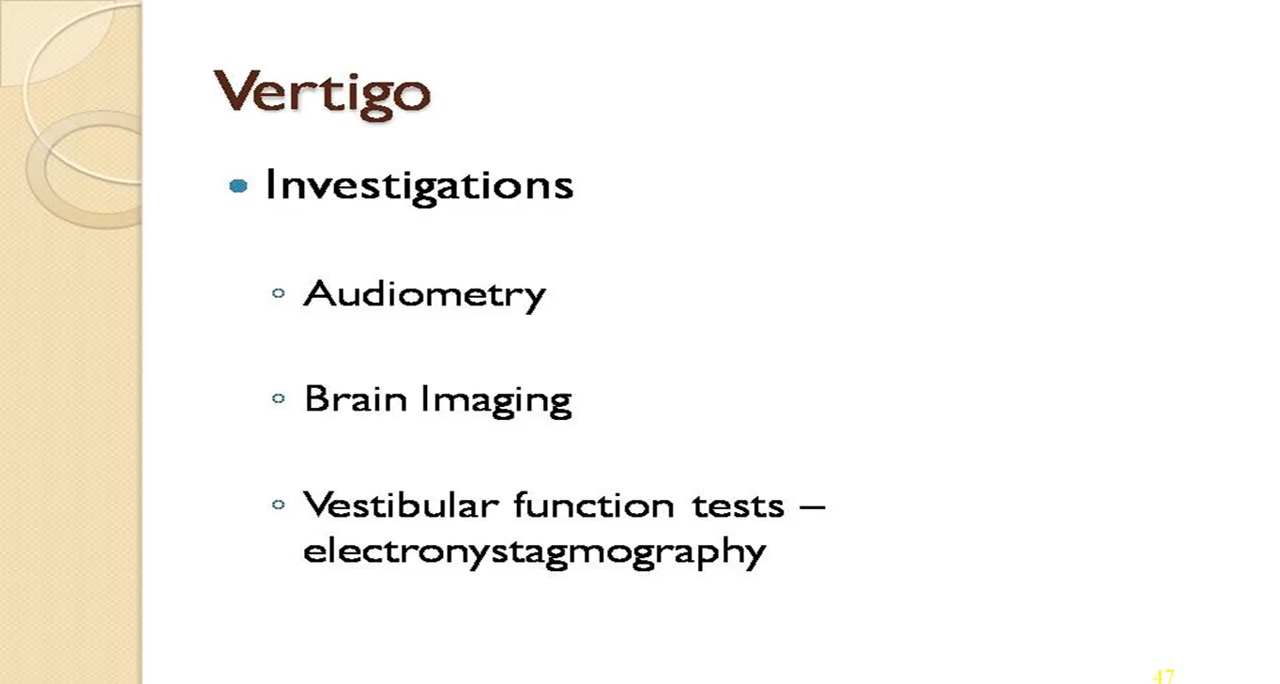 Vertigo
Investigations
Audiometry
Brain Imaging
Vestibular function tests –
electronystagmography
47